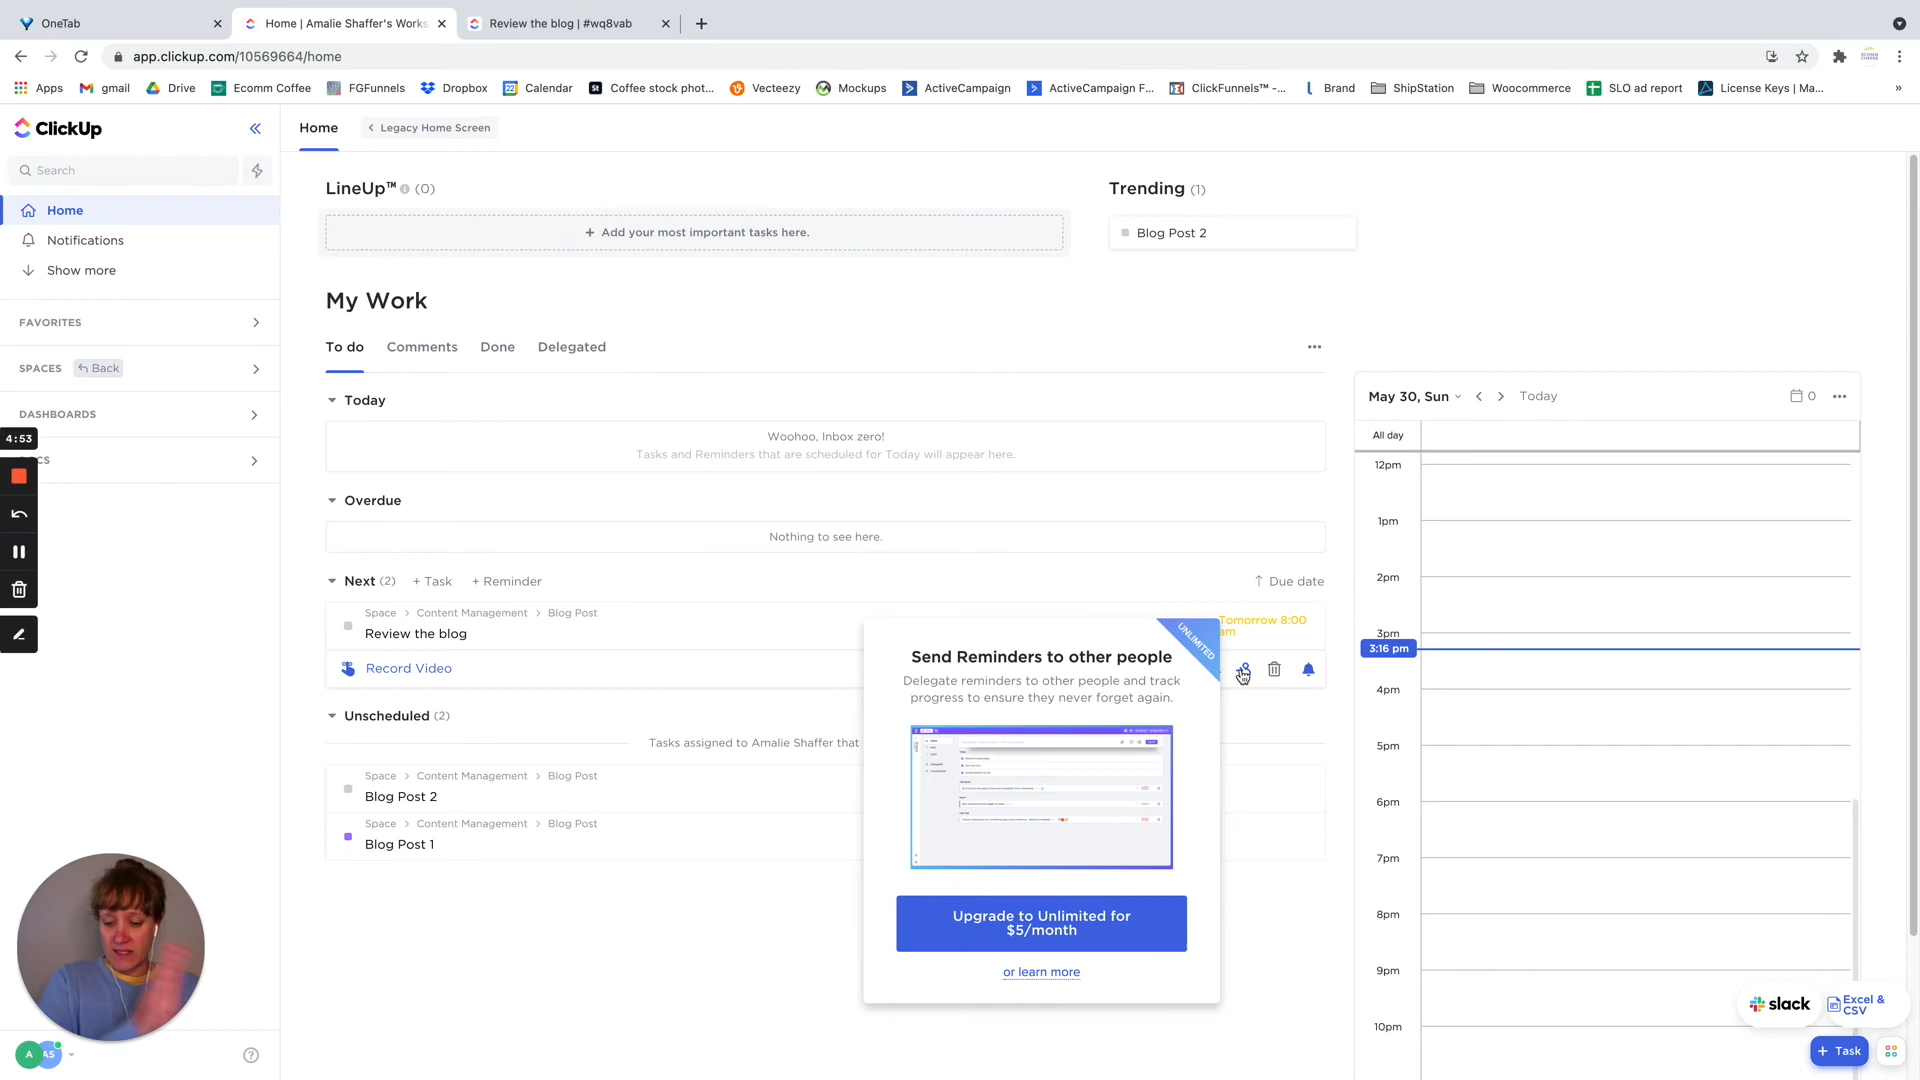 OneTab
Home | Amalie Shaffer's Works
Review the blog | #wq8vab
app.clickup.com/10569664/home
Apps
gmail
Drive
Ecomm Coffee
FGFunnels
Dropbox
Calendar
Coffee stock phot...
Vecteezy
Mockups
ActiveCampaign
ActiveCampaign F...
ClickFunnels™ -...
Brand
ShipStation
Woocommerce
SLO ad report
License Keys | Ma...
»
ClickUp
Home
Legacy Home Screen
Search
Home
Notifications
Show more
FAVORITES
SPACES
Back
DASHBOARDS
4:53
CS
LineUp™ (0)
+ Add your most important tasks here.
Trending (1)
Blog Post 2
My Work
To do
Comments
Done
Delegated
Today
Woohoo, Inbox zero!
Tasks and Reminders that are scheduled for Today will appear here.
Overdue
Nothing to see here.
Next (2)
+ Task
+ Reminder
Due date
Space > Content Management > Blog Post
Review the blog
Tomorrow 8:00
am
Record Video
Unscheduled (2)
Tasks assigned to Amalie Shaffer that
Space > Content Management > Blog Post
Blog Post 2
Space > Content Management > Blog Post
Blog Post 1
UNLIMITED
Send Reminders to other people
Delegate reminders to other people and track
progress to ensure they never forget again.
Upgrade to Unlimited for
$5/month
or learn more
May 30, Sun
Today
0
All day
12pm
1pm
2pm
3pm
3:16 pm
4pm
5pm
6pm
7pm
8pm
9pm
10pm
slack
Excel &
CSV
+ Task
A
AS